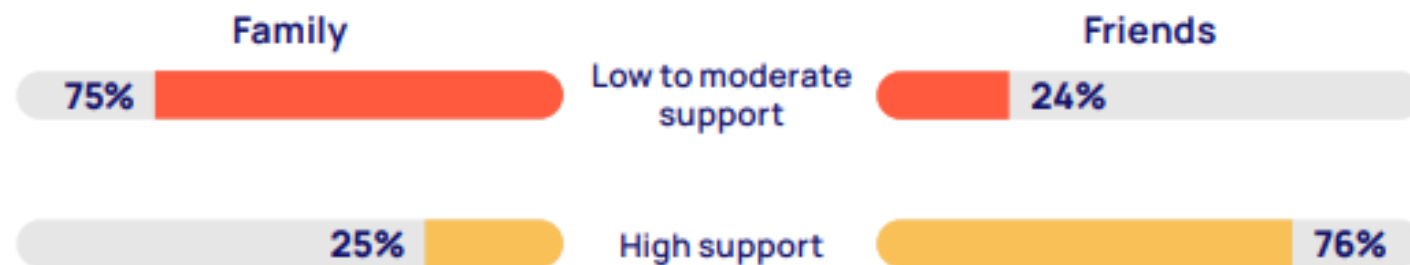 Family
Friends
75%
Low to moderate
support
24%
25%
High support
76%